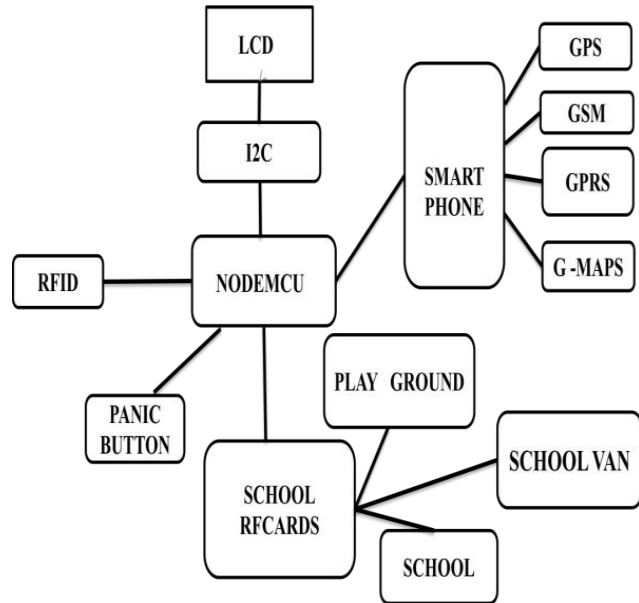 LCD
GPS
GSM
I2C
SMART
PHONE
GPRS
G -MAPS
RFID
NODEMCU
PLAY GROUND
PANIC
BUTTON
SCHOOL VAN
SCHOOL
RFCARDS
SCHOOL